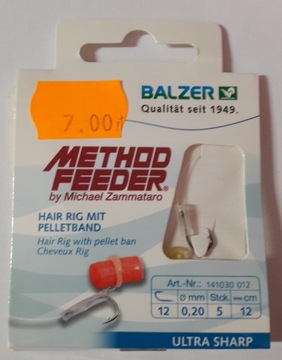 BALZER
Qualität seit 1949.
7.00
METHOD
FEEDER®
by Michael Zammataro
HAIR RIG MIT
PELLETBAND
Hair Rig with pellet ban
Cheveux Rig
Art.-Nr.: 141030 012
ø mm Stck. cm
12 0,20 5 12
ULTRA SHARP